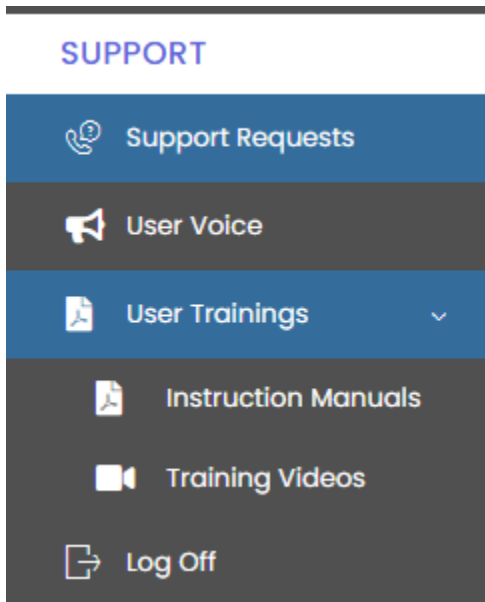 SUPPORT
Support Requests
User Voice
User Trainings
Instruction Manuals
Training Videos
Log Off